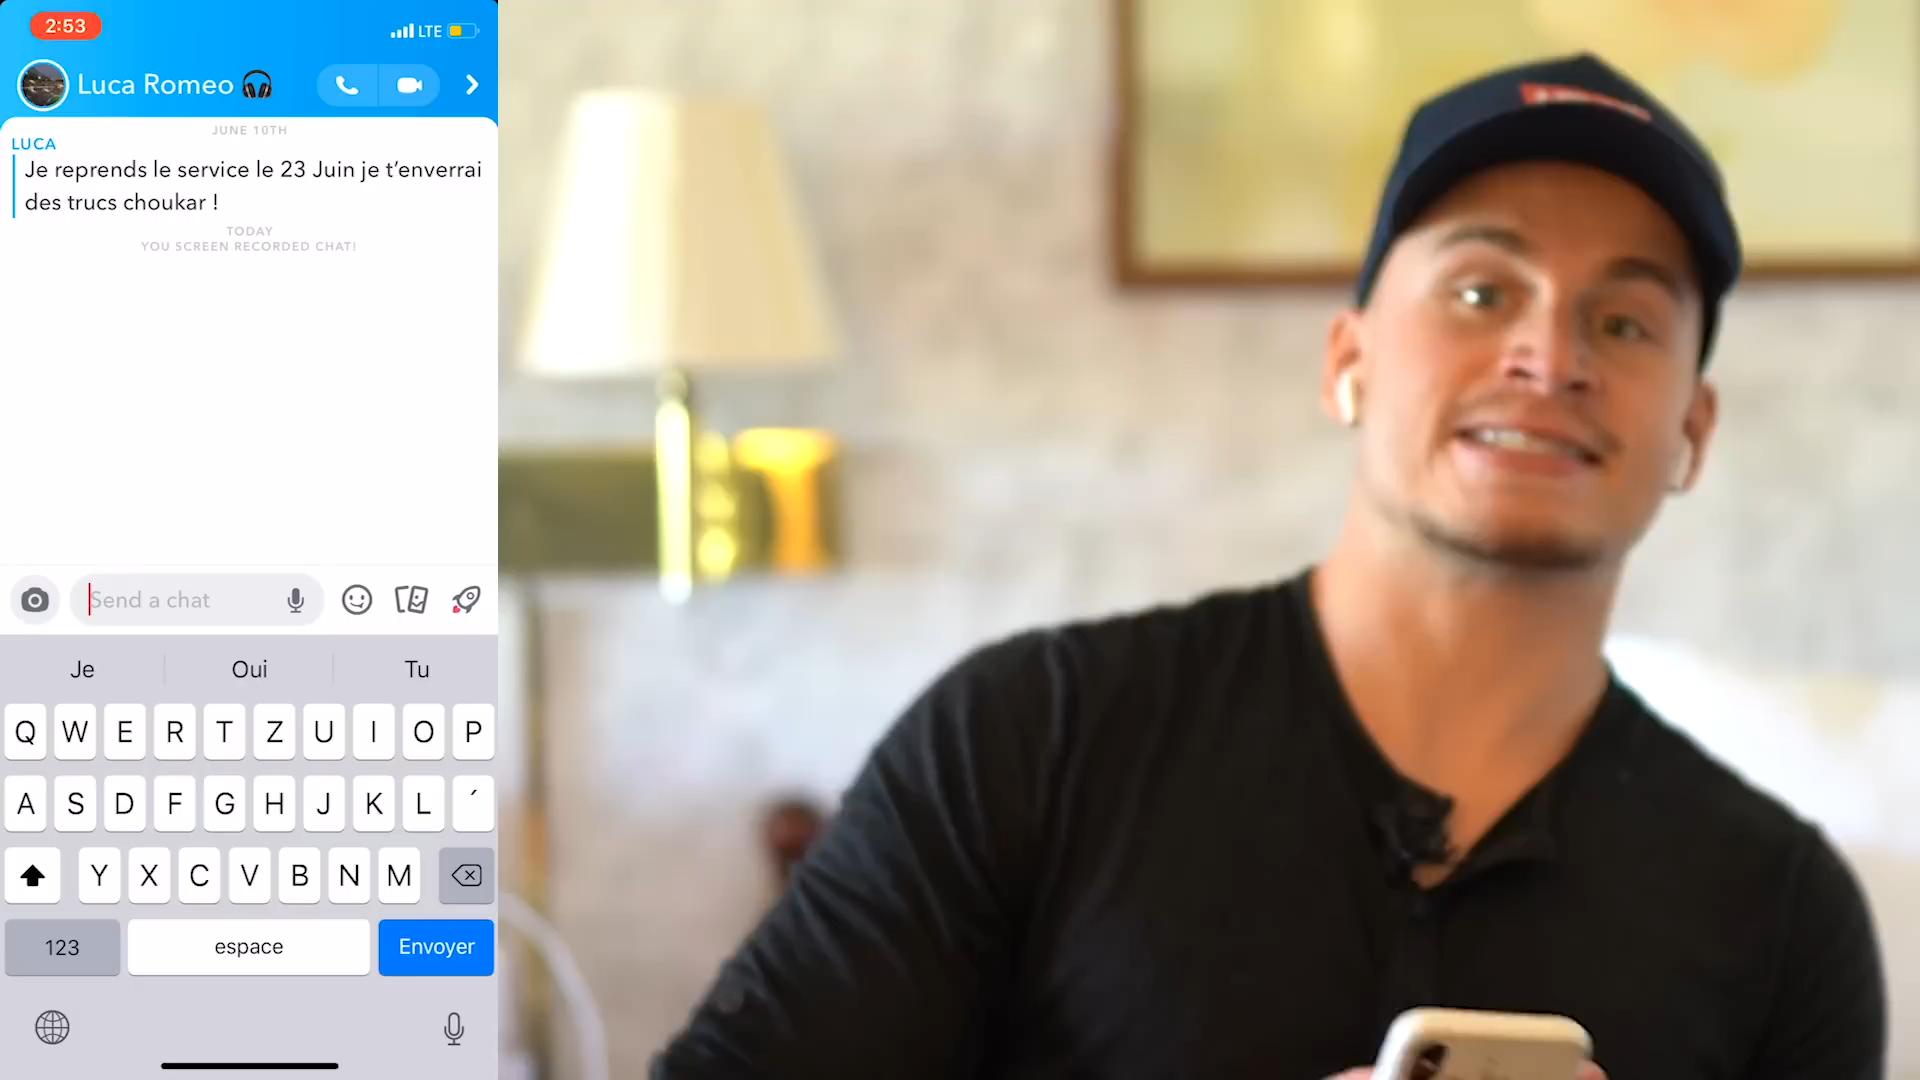 2:53
LTE
Luca Romeo 🎧
JUNE 10TH
LUCA
Je reprends le service le 23 Juin je t’enverrai
des trucs choukar !
TODAY
YOU SCREEN RECORDED CHAT!
Send a chat
Je Oui Tu
Q W E R T Z U I O P
A S D F G H J K L ´
Y X C V B N M
123 espace Envoyer